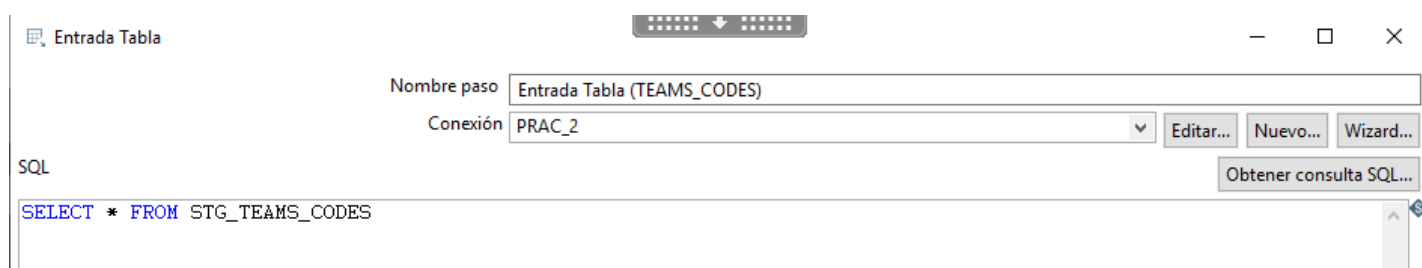 Entrada Tabla
Nombre paso Entrada Tabla (TEAMS_CODES)
Conexión PRAC_2 Editar... Nuevo... Wizard...
SQL Obtener consulta SQL...
SELECT * FROM STG_TEAMS_CODES